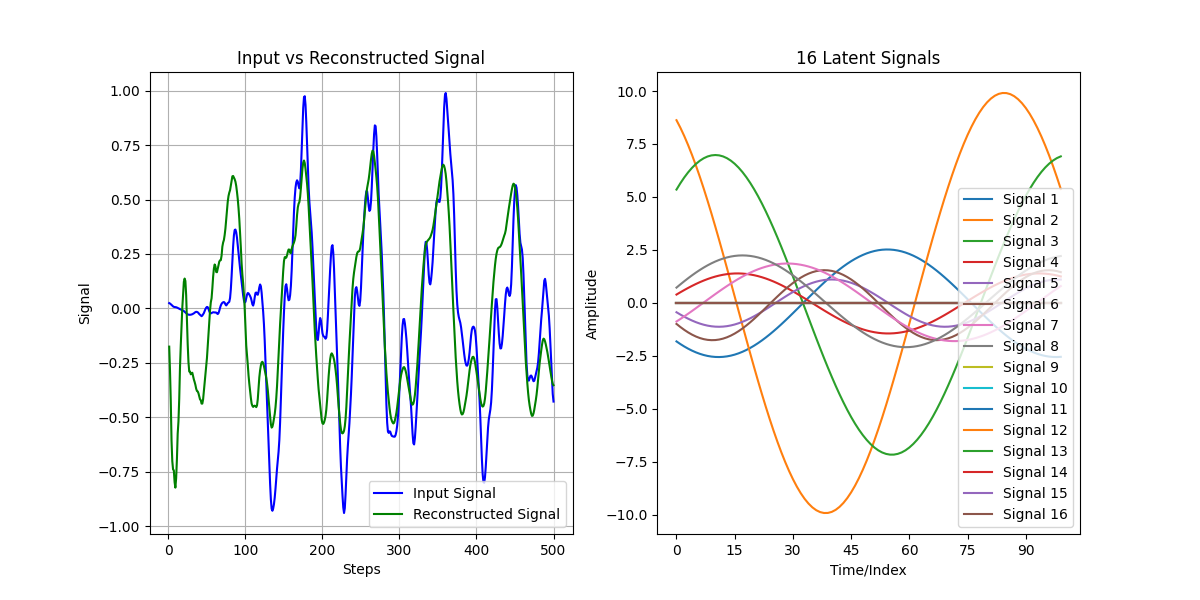 Input vs Reconstructed Signal
1.00
0.75
0.50
0.25
0.00
−0.25
−0.50
−0.75
−1.00
Signal
0 100 200 300 400 500
Steps
Input Signal
Reconstructed Signal
16 Latent Signals
10.0
7.5
5.0
2.5
0.0
−2.5
−5.0
−7.5
−10.0
Amplitude
0 15 30 45 60 75 90
Time/Index
Signal 1
Signal 2
Signal 3
Signal 4
Signal 5
Signal 6
Signal 7
Signal 8
Signal 9
Signal 10
Signal 11
Signal 12
Signal 13
Signal 14
Signal 15
Signal 16